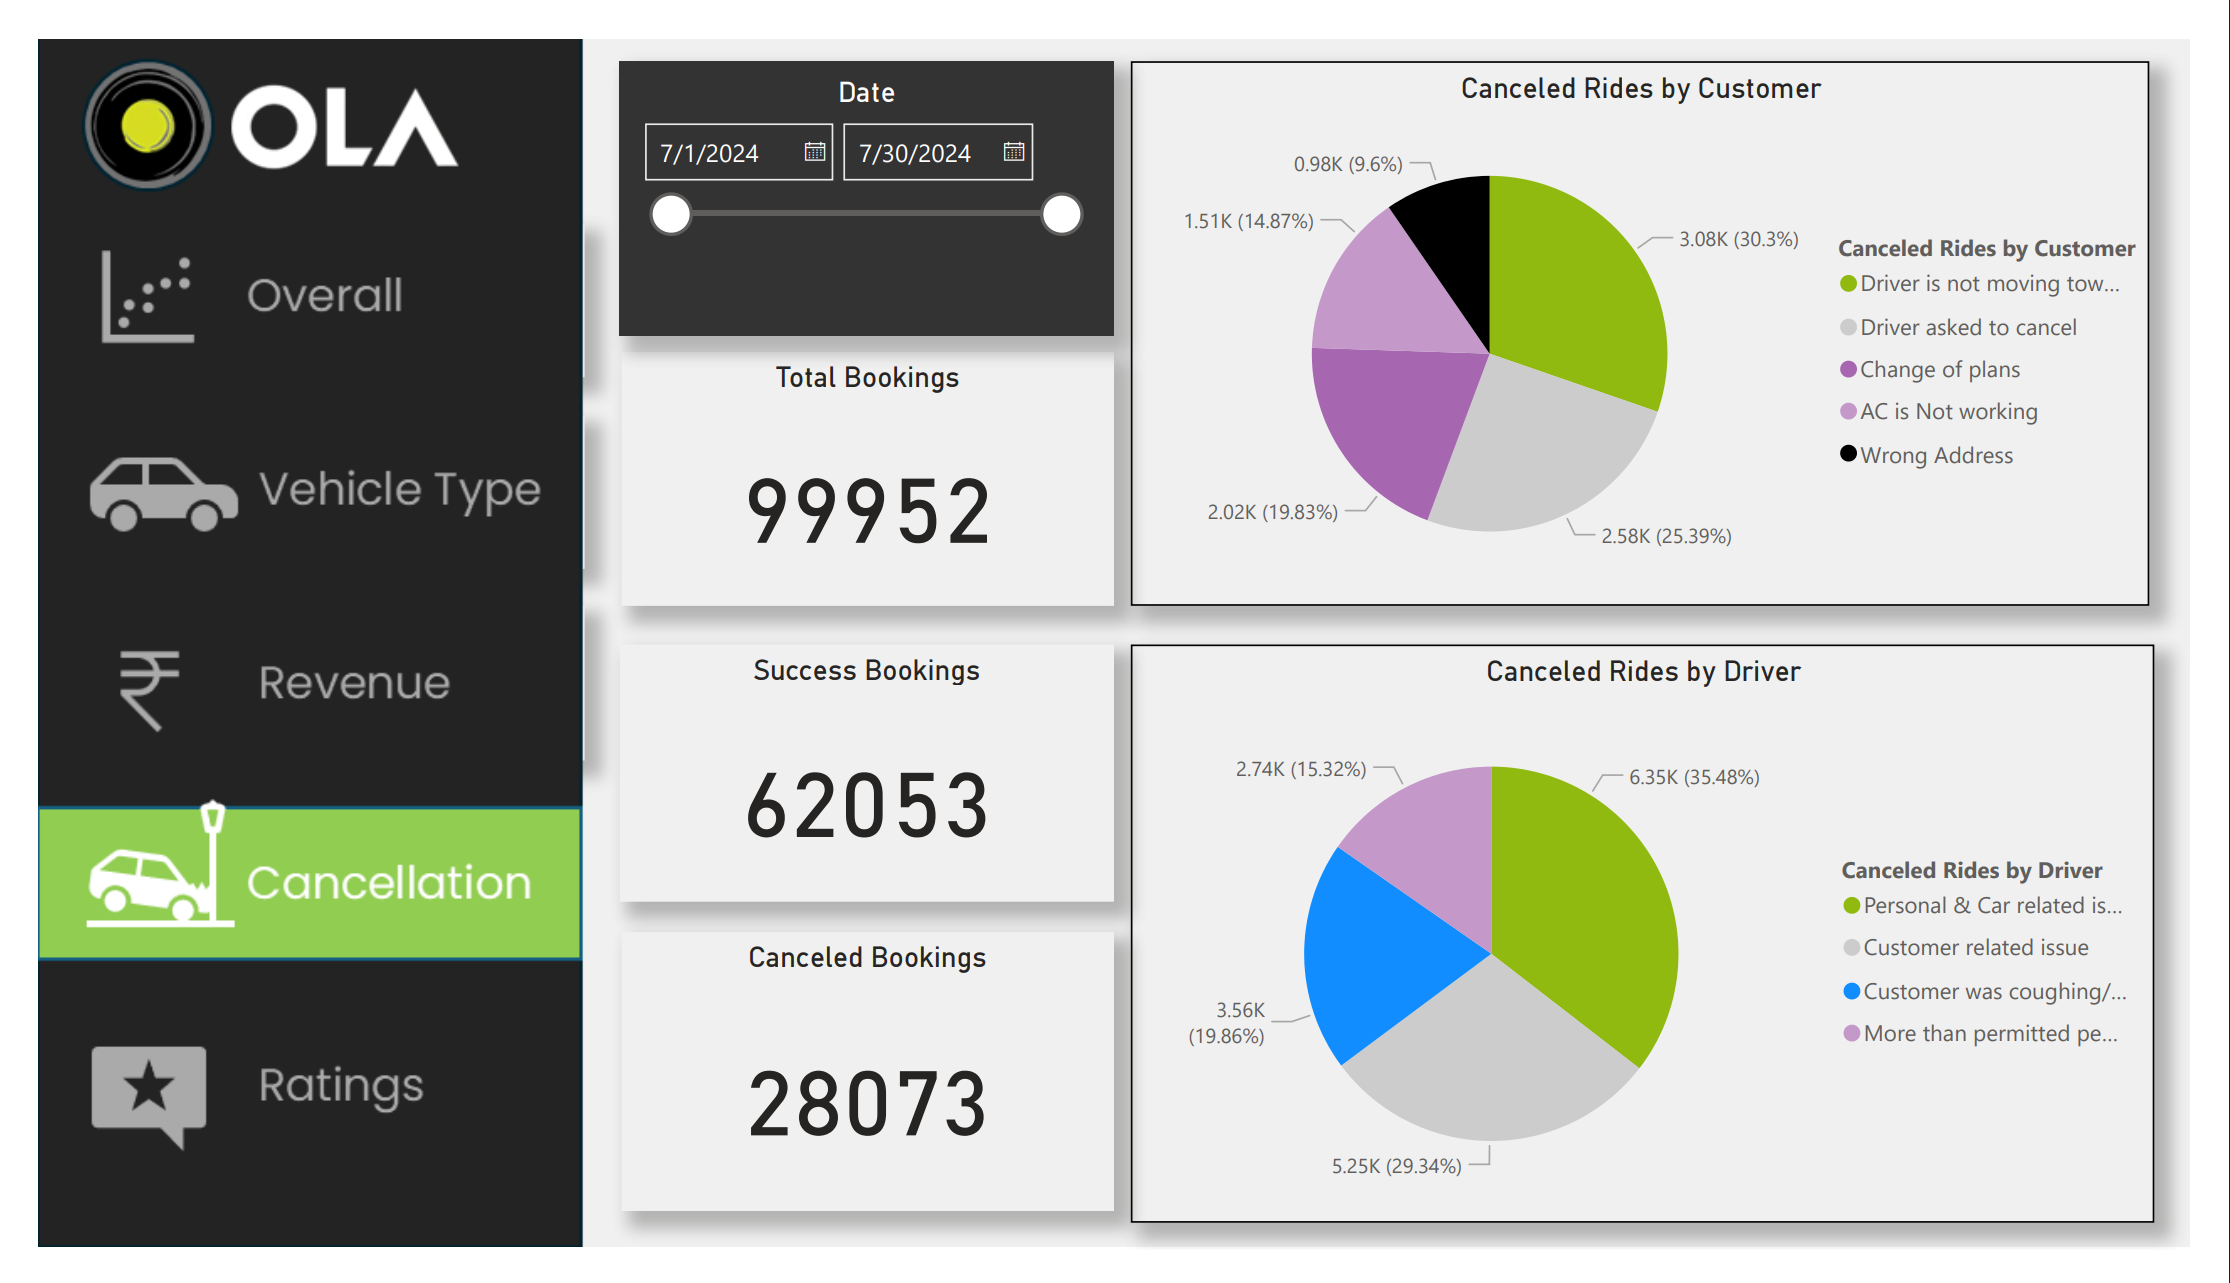 OLA
Overall
Vehicle Type
Revenue
Cancellation
Ratings
Date
7/1/2024
7/30/2024
Total Bookings
99952
Success Bookings
62053
Canceled Bookings
28073
Canceled Rides by Customer
0.98K (9.6%)
1.51K (14.87%)
3.08K (30.3%)
2.02K (19.83%)
2.58K (25.39%)
Canceled Rides by Customer
Driver is not moving tow...
Driver asked to cancel
Change of plans
AC is Not working
Wrong Address
Canceled Rides by Driver
2.74K (15.32%)
6.35K (35.48%)
3.56K
(19.86%)
5.25K (29.34%)
Canceled Rides by Driver
Personal & Car related is...
Customer related issue
Customer was coughing/...
More than permitted pe...